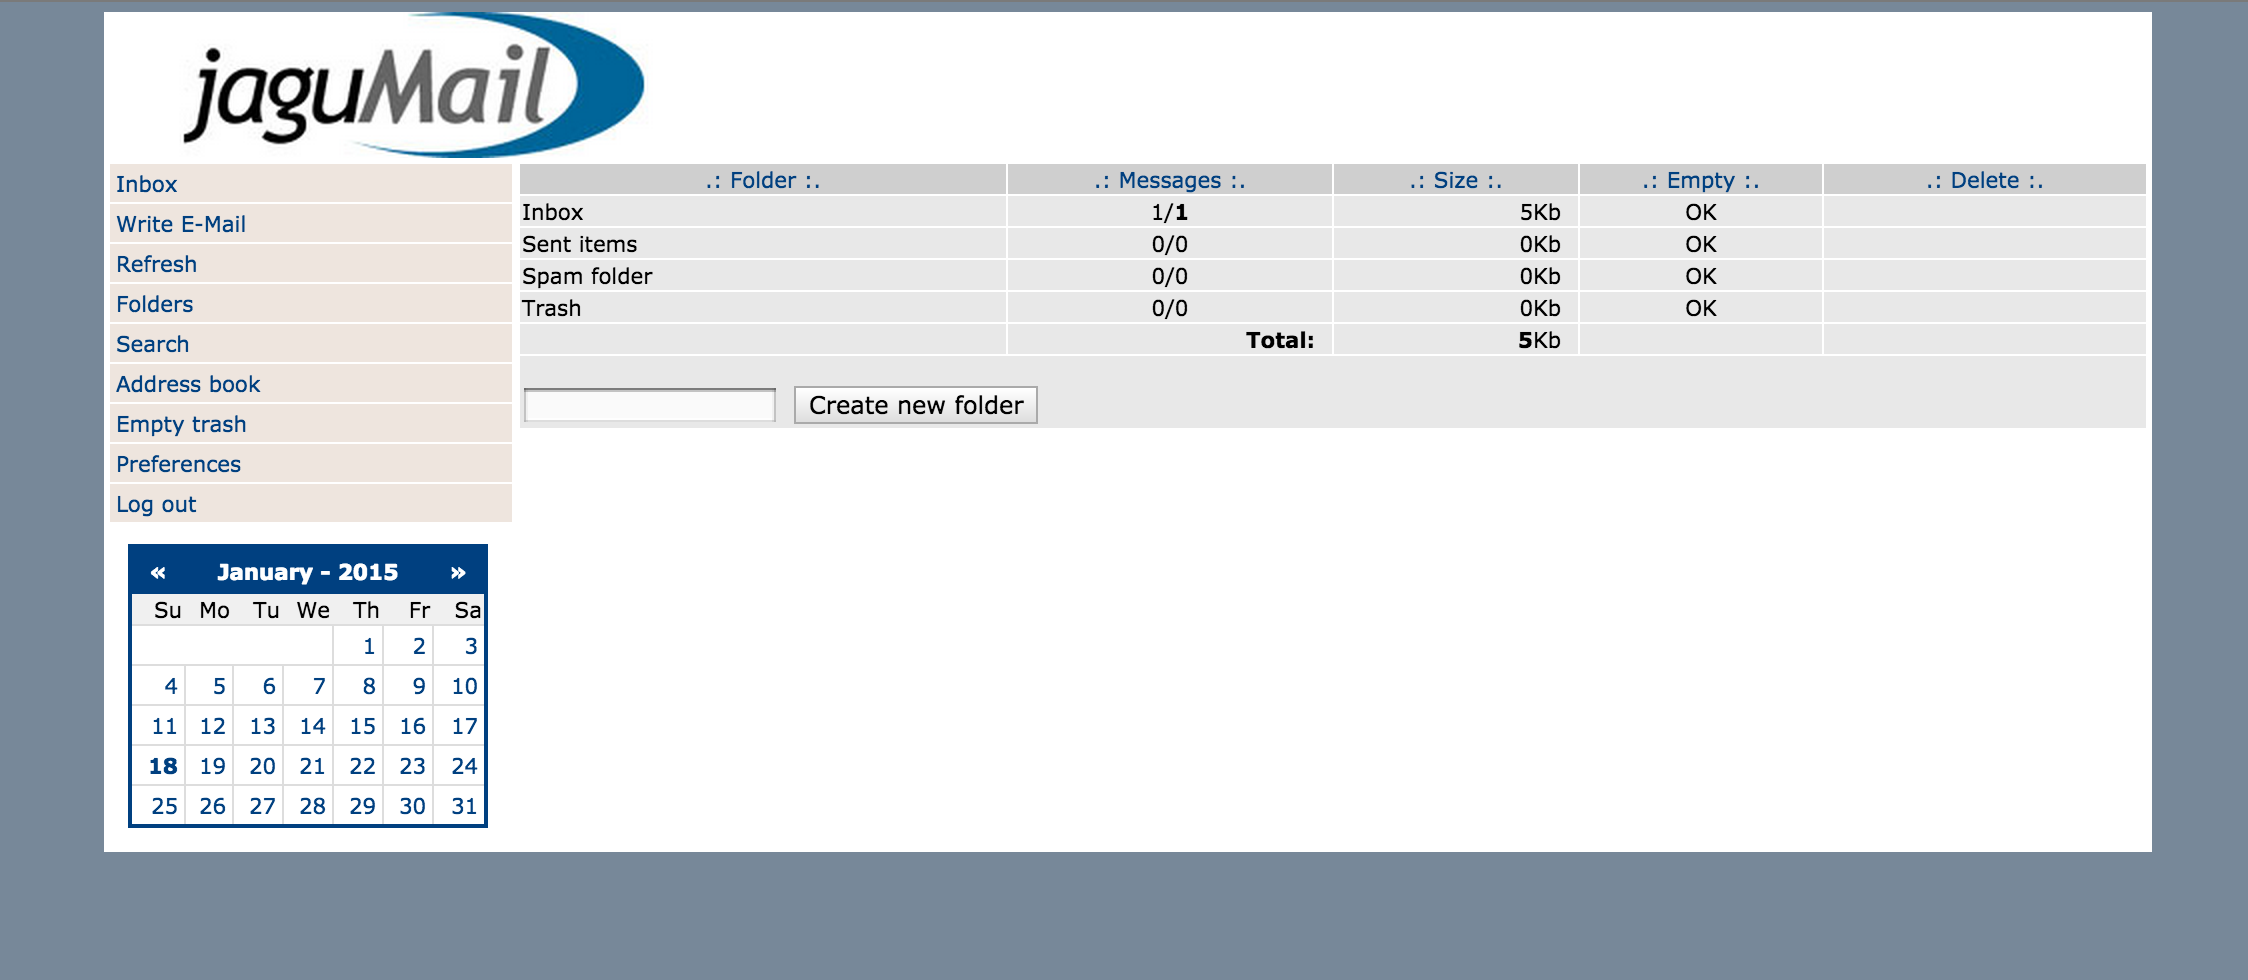 jaguMail
Inbox
Write E-Mail
Refresh
Folders
Search
Address book
Empty trash
Preferences
Log out
« January - 2015 »
Su Mo Tu We Th Fr Sa
1 2 3
4 5 6 7 8 9 10
11 12 13 14 15 16 17
18 19 20 21 22 23 24
25 26 27 28 29 30 31
.: Folder :. .: Messages :. .: Size :. .: Empty :. .: Delete :.
Inbox 1/1 5Kb OK
Sent items 0/0 0Kb OK
Spam folder 0/0 0Kb OK
Trash 0/0 0Kb OK
Total: 5Kb
Create new folder